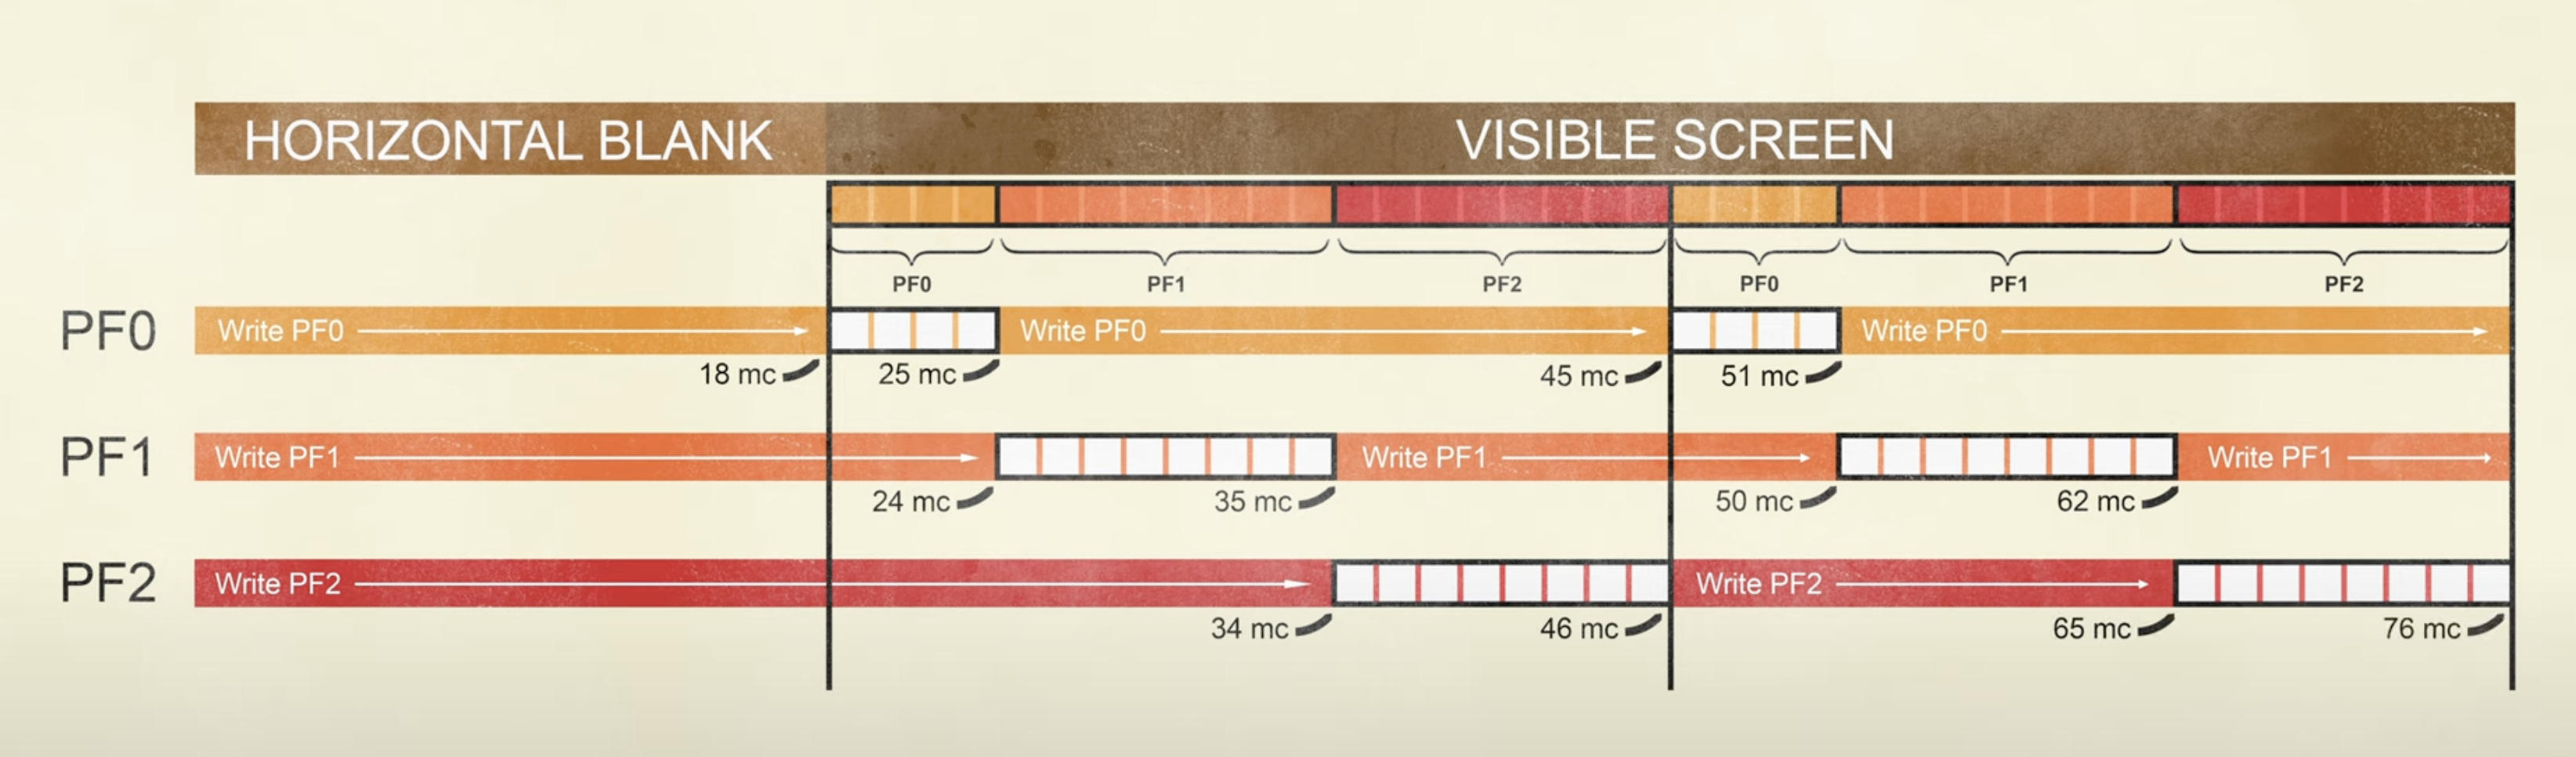 HORIZONTAL BLANK VISIBLE SCREEN
PF0 PF1 PF2 PF0 PF1 PF2
PF0 Write PF0 Write PF0 Write PF0
18 mc 25 mc 45 mc 51 mc
PF1 Write PF1 Write PF1 Write PF1
24 mc 35 mc 50 mc 62 mc
PF2 Write PF2 Write PF2
34 mc 46 mc 65 mc 76 mc